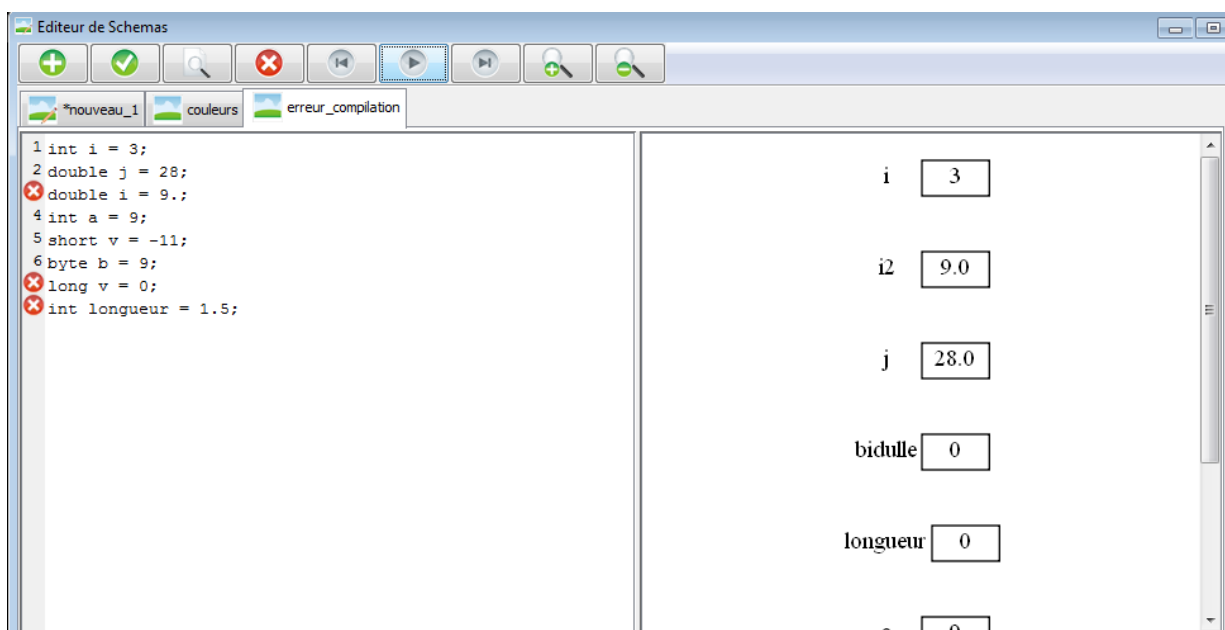 Editeur de Schemas
*nouveau_1 couleurs erreur_compilation
1 int i = 3;
2 double j = 28;
double i = 9.;
4 int a = 9;
5 short v = -11;
6 byte b = 9;
long v = 0;
int longueur = 1.5;
i 3
i2 9.0
j 28.0
bidulle 0
longueur 0